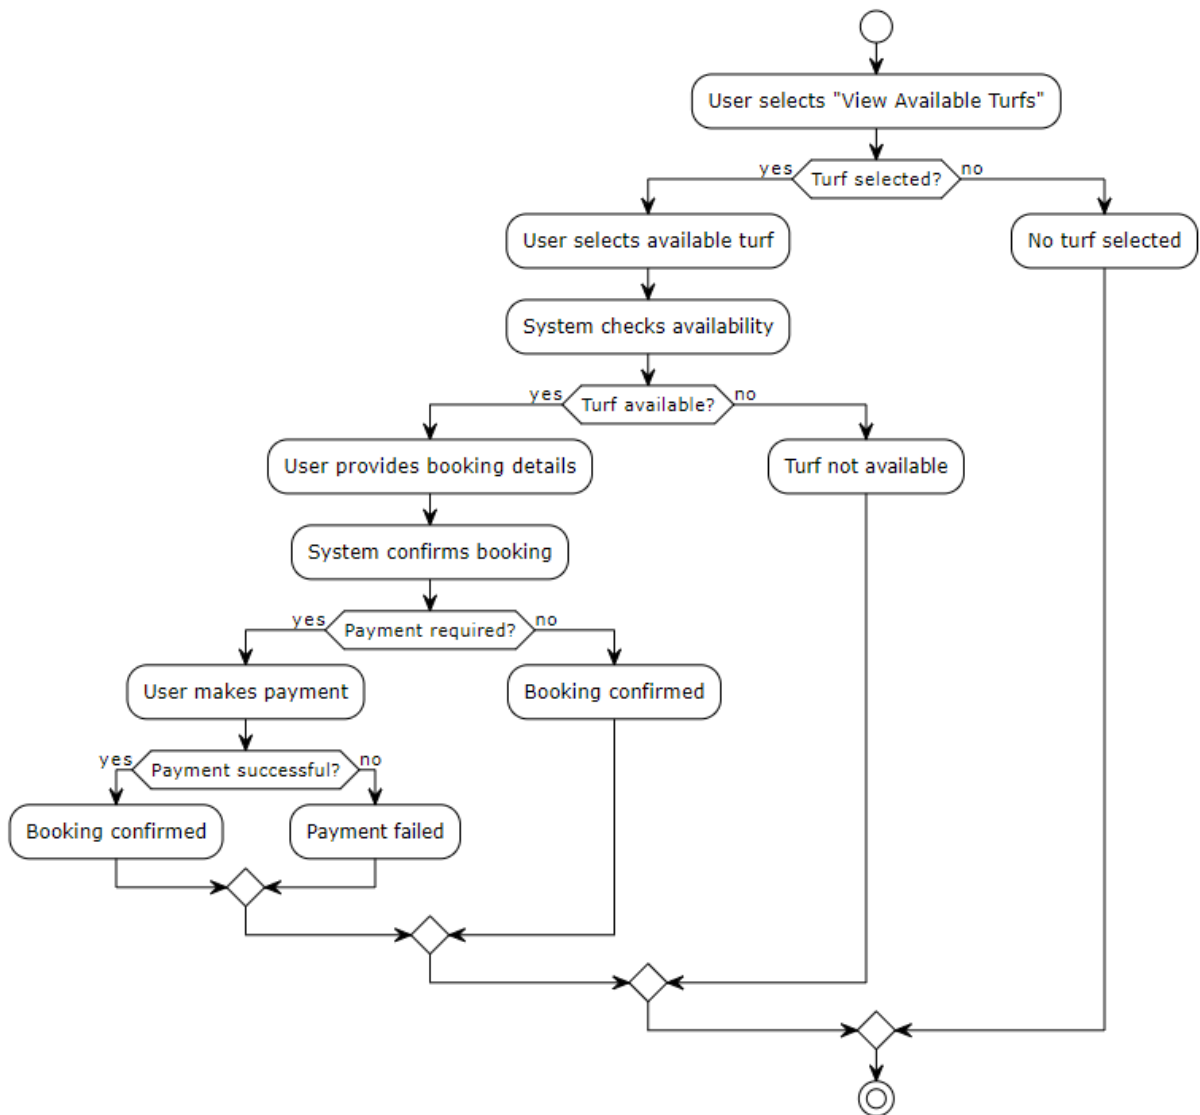 User selects "View Available Turfs"
yes
Turf selected?
no
User selects available turf
No turf selected
System checks availability
yes
Turf available?
no
User provides booking details
Turf not available
System confirms booking
yes
Payment required?
no
User makes payment
Booking confirmed
yes
Payment successful?
no
Booking confirmed
Payment failed